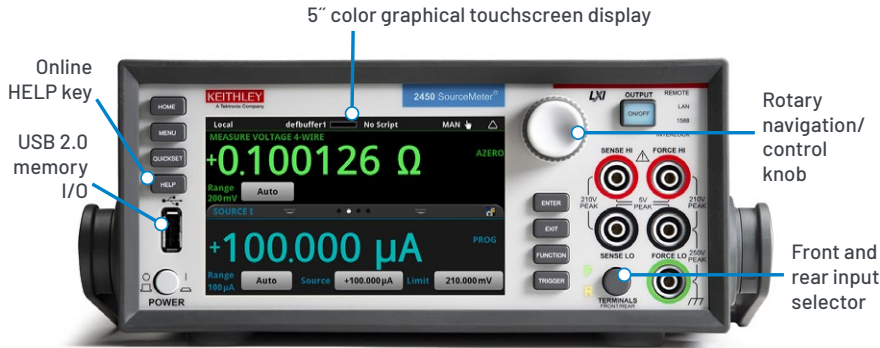 5˝ color graphical touchscreen display
Online
HELP key
USB 2.0
memory
I/O
Rotary
navigation/
control
knob
Front and
rear input
selector
KEITHLEY
A Tektronix Company
2450 SourceMeter®
LXI
OUTPUT
ON/OFF
REMOTE
LAN
1588
INTERLOCK
HOME
MENU
QUICKSET
HELP
POWER
Local defbuffer1 No Script MAN
MEASURE VOLTAGE 4-WIRE
+0.100126 Ω
AZERO
Range
200mV Auto
SOURCE I
+100.000 µA
PROG
Range
100µA Auto Source +100.000µA Limit 210.000mV
ENTER
EXIT
FUNCTION
TRIGGER
SENSE HI FORCE HI
210V
PEAK
5V
PEAK
210V
PEAK
SENSE LO FORCE LO
250V
PEAK
F
R
TERMINALS
FRONT/REAR